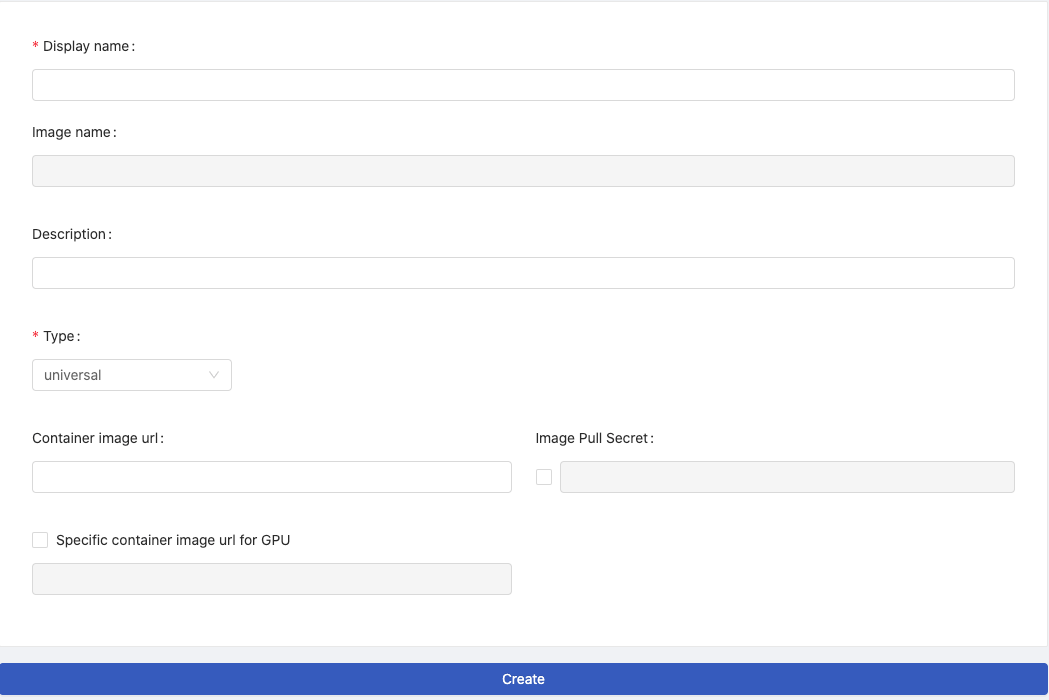 * Display name:
Image name:
Description:
* Type:
universal
Container image url:
Image Pull Secret:
Specific container image url for GPU
Create